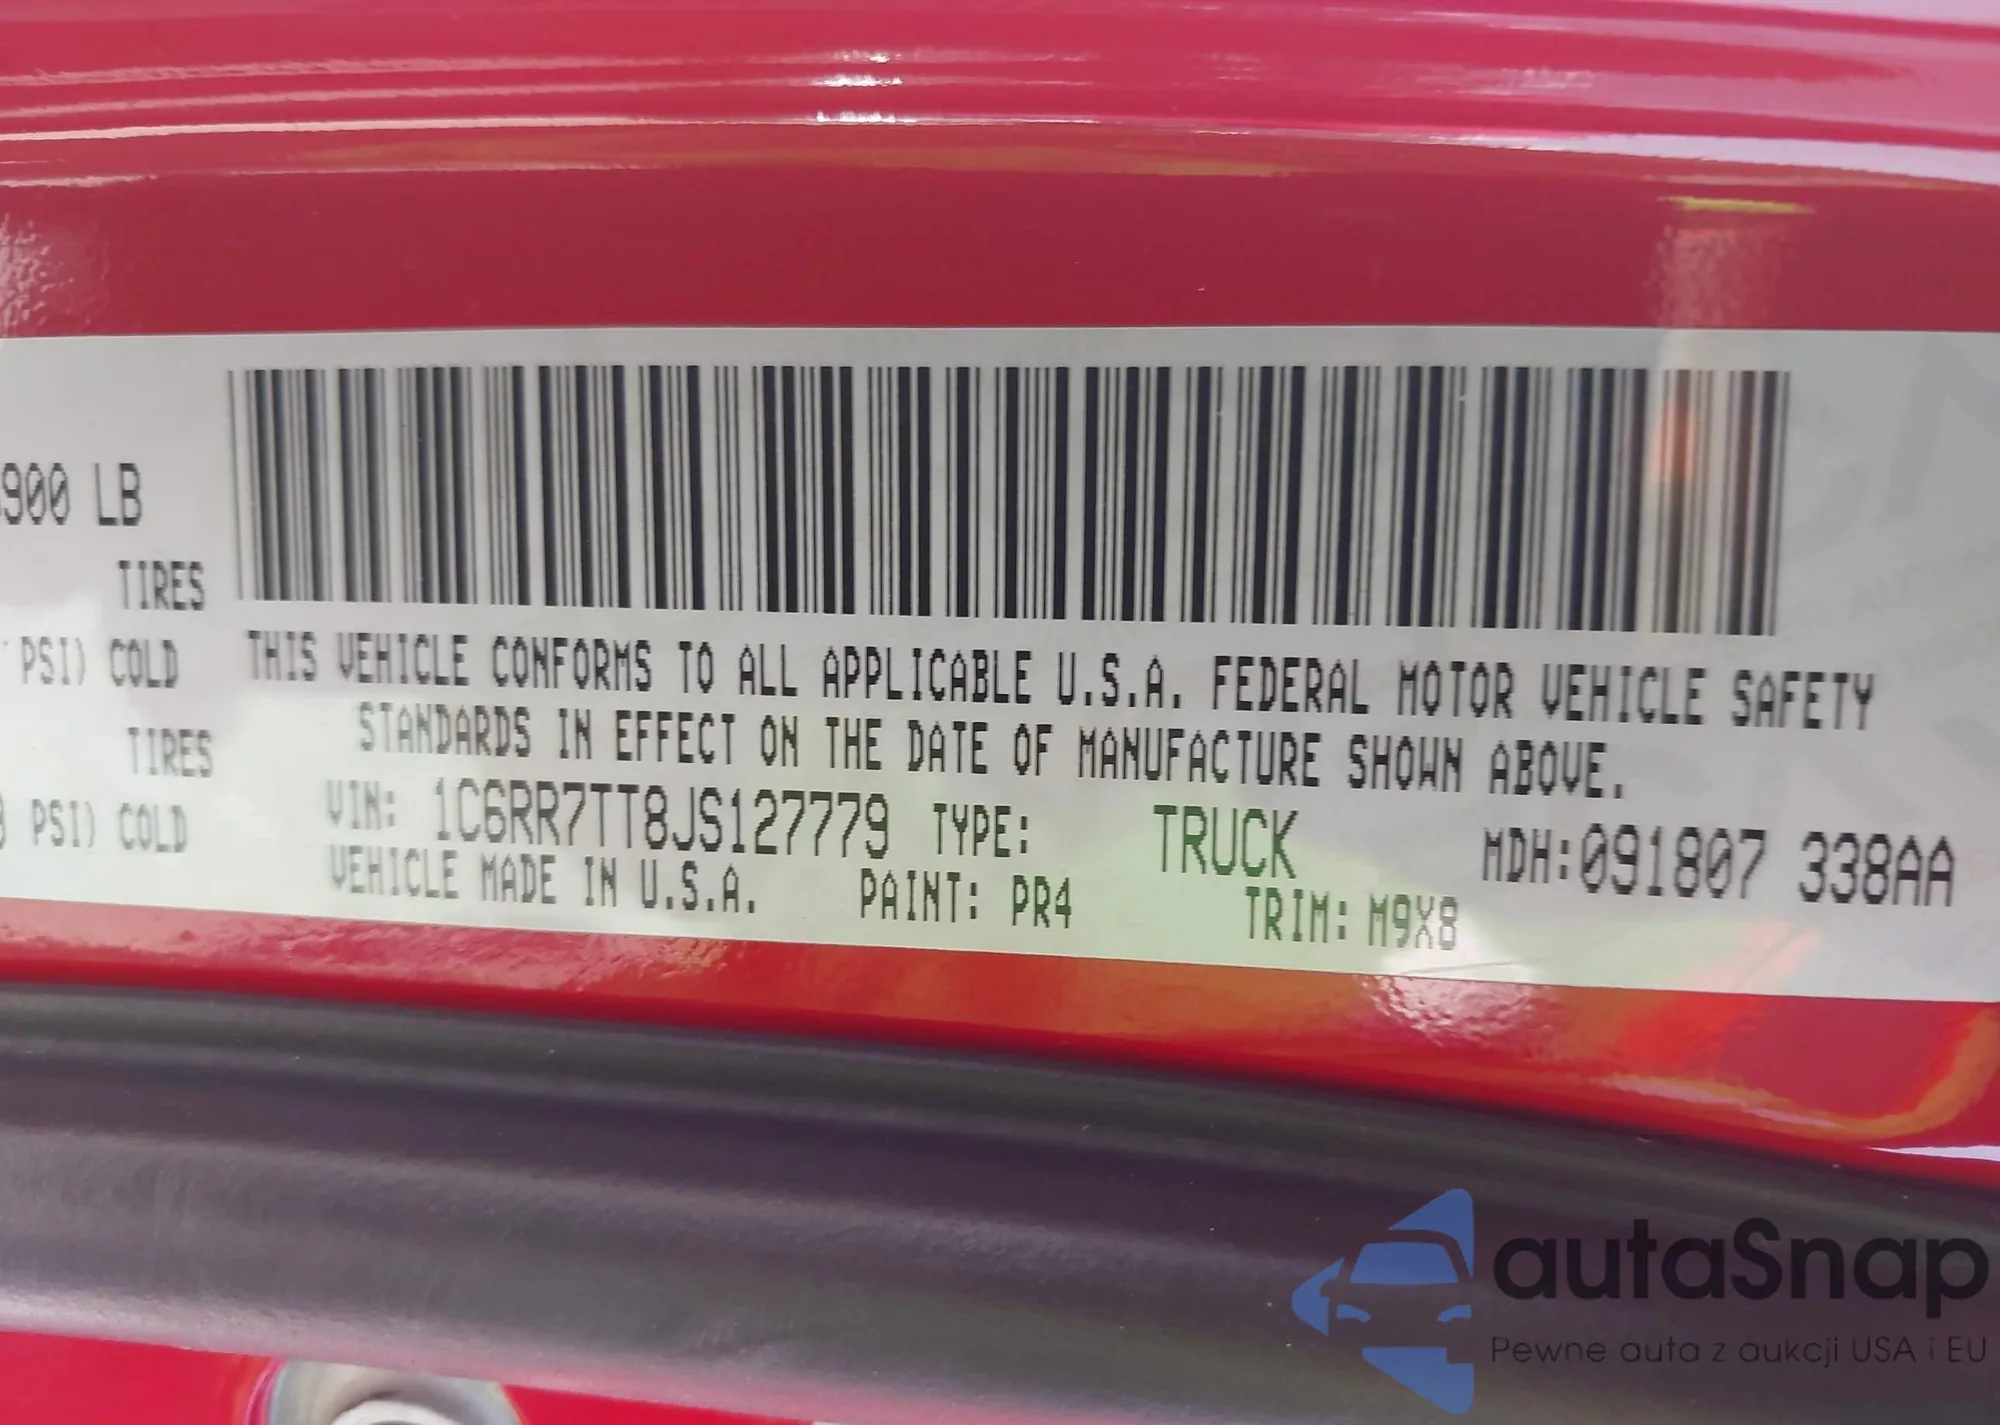 900 LB
TIRES
PSI) COLD
TIRES
PSI) COLD
THIS VEHICLE CONFORMS TO ALL APPLICABLE U.S.A. FEDERAL MOTOR VEHICLE SAFETY
STANDARDS IN EFFECT ON THE DATE OF MANUFACTURE SHOWN ABOVE.
VIN: 1C6RR7TT8JS127779 TYPE: TRUCK MDH:091807 338AA
VEHICLE MADE IN U.S.A. PAINT: PR4 TRIM: M9X8
autaSnap
Pewne auta z aukcji USA i EU